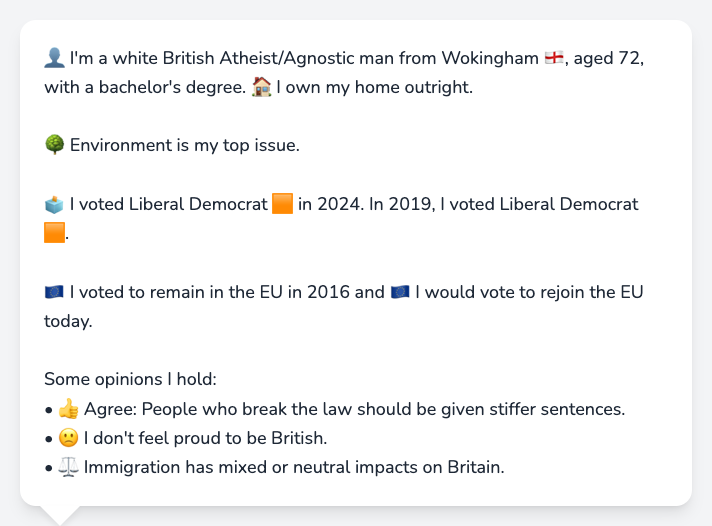 👤 I'm a white British Atheist/Agnostic man from Wokingham 🏴󠁧󠁢󠁥󠁮󠁧󠁿, aged 72,
with a bachelor's degree. 🏠 I own my home outright.
🌳 Environment is my top issue.
🗳️ I voted Liberal Democrat 🟧 in 2024. In 2019, I voted Liberal Democrat
🟧.
🇪🇺 I voted to remain in the EU in 2016 and 🇪🇺 I would vote to rejoin the EU
today.
Some opinions I hold:
• 👍 Agree: People who break the law should be given stiffer sentences.
• 🙁 I don't feel proud to be British.
• ⚖️ Immigration has mixed or neutral impacts on Britain.